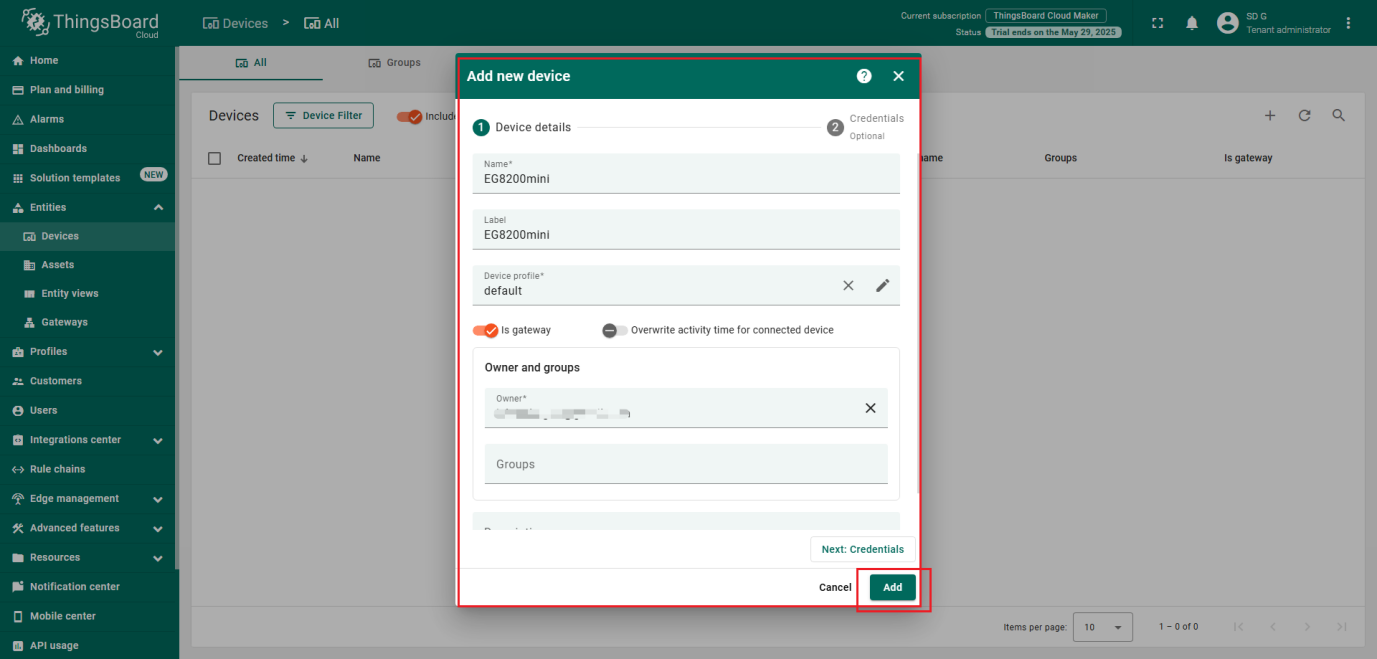 ThingsBoard
Cloud
Devices > All
Current subscription ThingsBoard Cloud Maker
Status Trial ends on the May 29, 2025
SD G
Tenant administrator
Home
Plan and billing
Alarms
Dashboards
Solution templates NEW
Entities
Devices
Assets
Entity views
Gateways
Profiles
Customers
Users
Integrations center
Rule chains
Edge management
Advanced features
Resources
Notification center
Mobile center
API usage
All Groups
Devices Device Filter
Created time Name Groups Is gateway
Add new device
1 Device details 2 Credentials
Optional
Name*
EG8200mini
Label
EG8200mini
Device profile*
default
Is gateway Overwrite activity time for connected device
Owner and groups
Owner*
Groups
Next: Credentials
Cancel Add
Items per page: 10 1 – 0 of 0